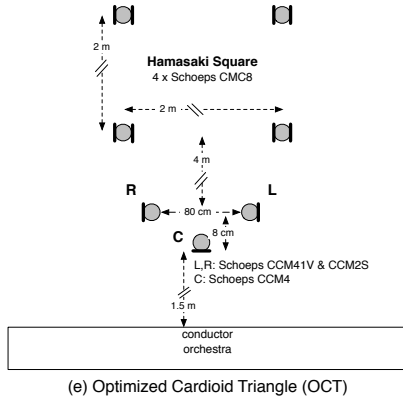 2 m
Hamasaki Square
4 x Schoeps CMC8
2 m
4 m
R
L
80 cm
C
8 cm
L,R: Schoeps CCM41V & CCM2S
C: Schoeps CCM4
1.5 m
conductor
orchestra
(e) Optimized Cardioid Triangle (OCT)